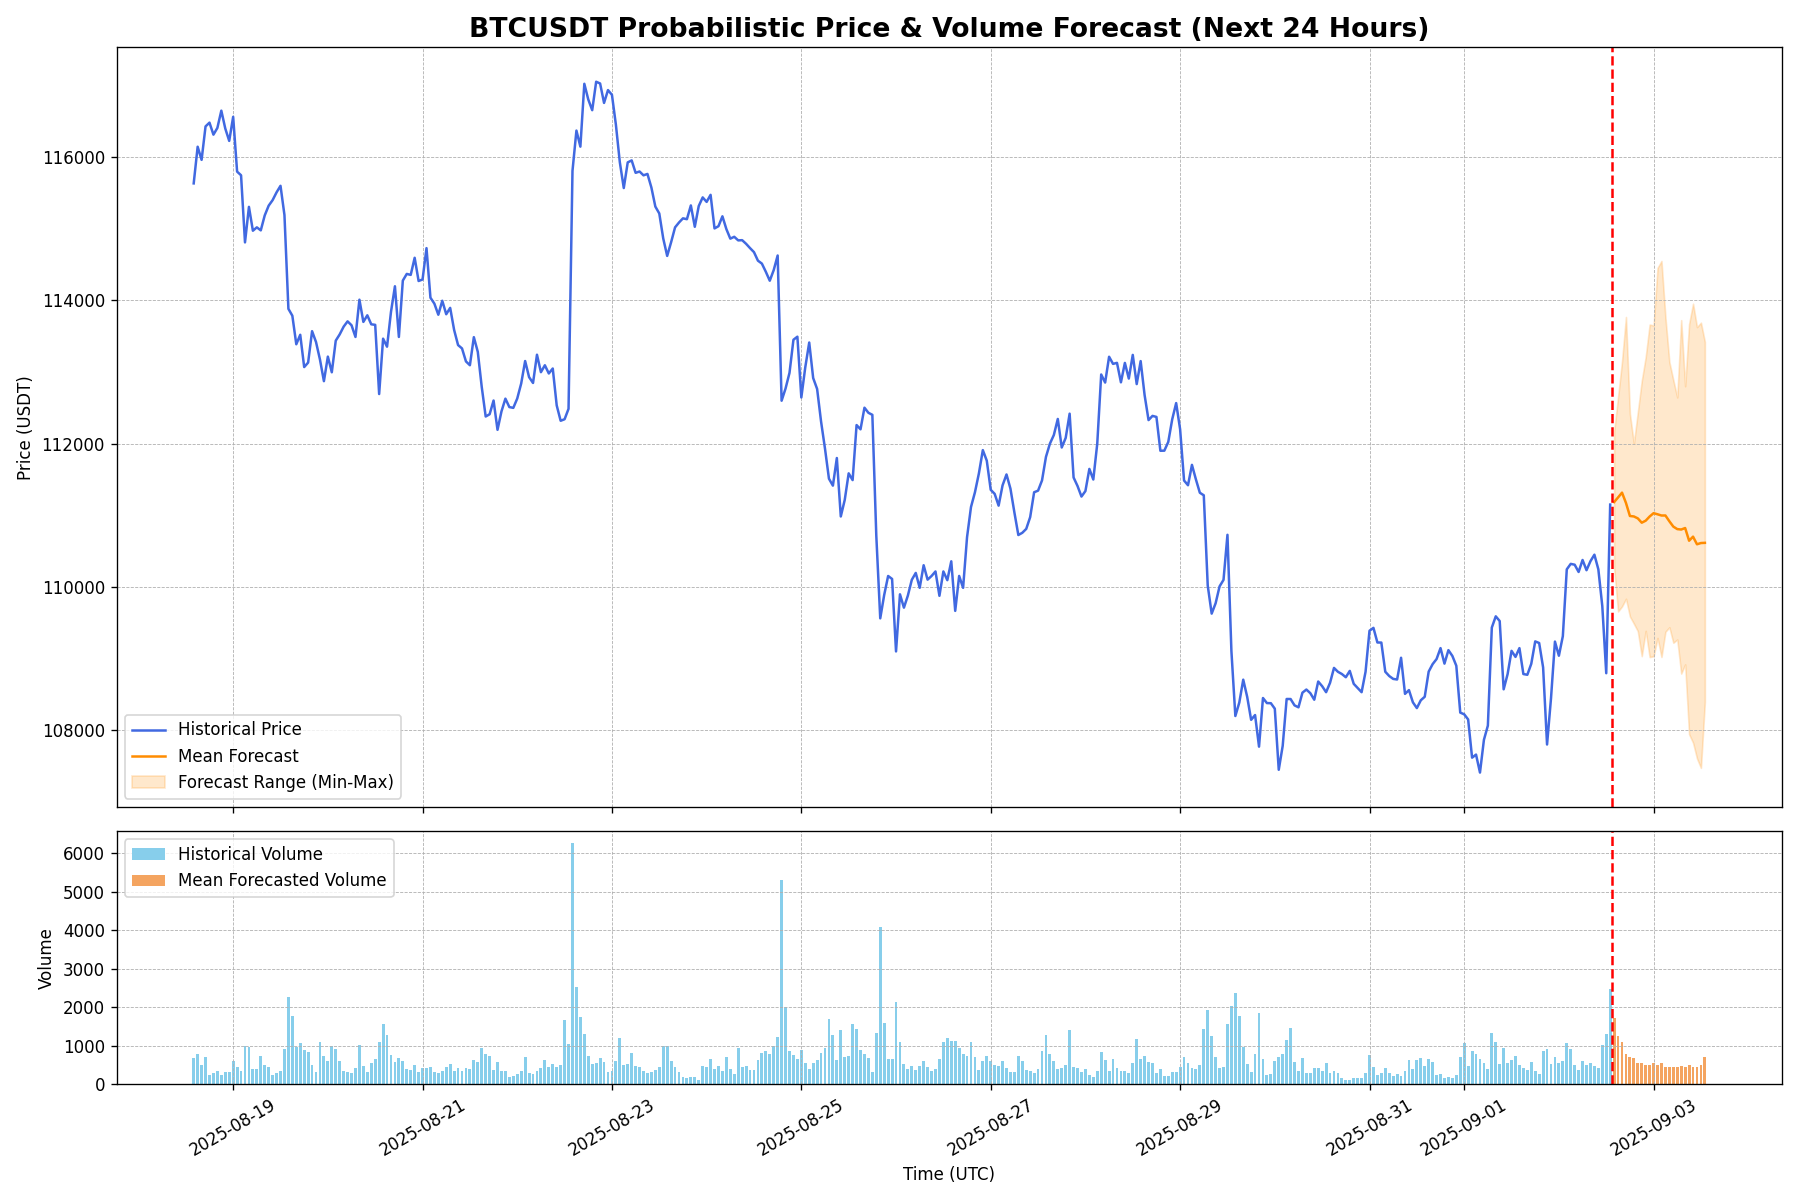 BTCUSDT Probabilistic Price & Volume Forecast (Next 24 Hours)
Price (USDT)
116000
114000
112000
110000
108000
Historical Price
Mean Forecast
Forecast Range (Min-Max)
Volume
6000
5000
4000
3000
2000
1000
0
Historical Volume
Mean Forecasted Volume
2025-08-19
2025-08-21
2025-08-23
2025-08-25
2025-08-27
2025-08-29
2025-08-31
2025-09-01
2025-09-03
Time (UTC)